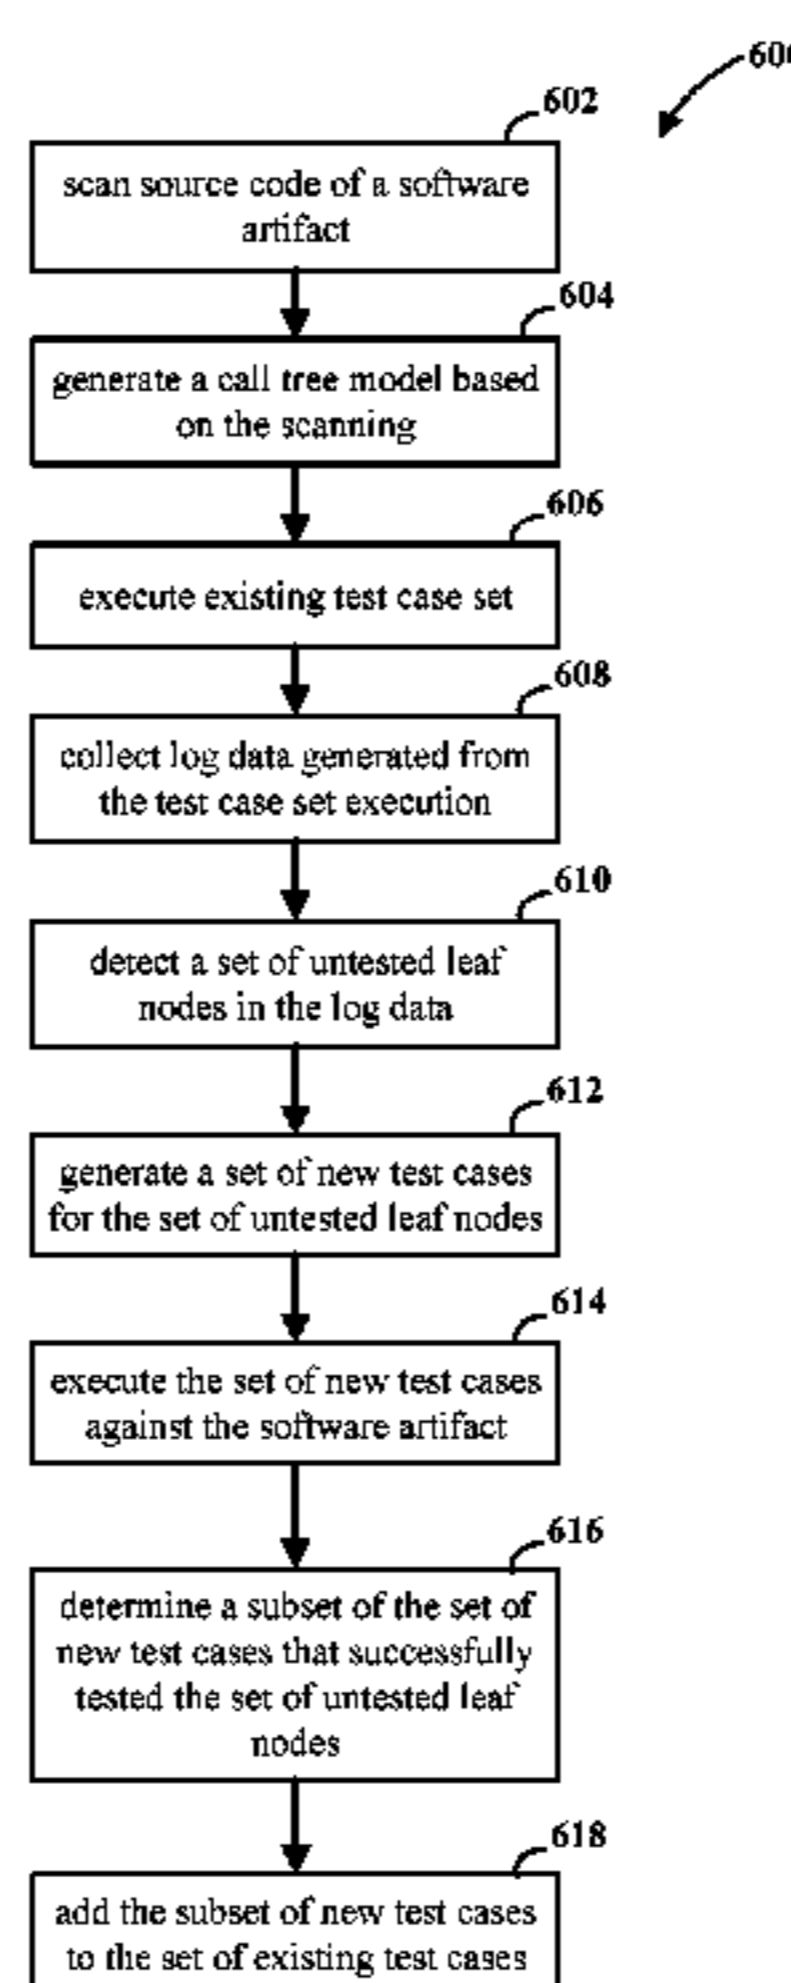 602
scan source code of a software
artifact
604
generate a call tree model based
on the scanning
606
execute existing test case set
608
collect log data generated from
the test case set execution
610
detect a set of untested leaf
nodes in the log data
612
generate a set of new test cases
for the set of untested leaf nodes
614
execute the set of new test cases
against the software artifact
616
determine a subset of the set of
new test cases that successfully
tested the set of untested leaf
nodes
618
add the subset of new test cases
to the set of existing test cases